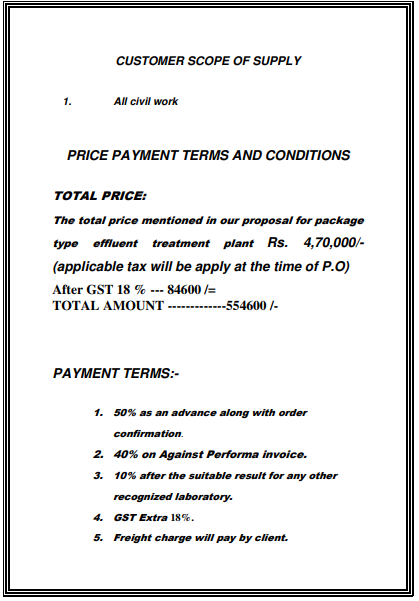 CUSTOMER SCOPE OF SUPPLY
1. All civil work
PRICE PAYMENT TERMS AND CONDITIONS
TOTAL PRICE:
The total price mentioned in our proposal for package
type effluent treatment plant Rs. 4,70,000/-
(applicable tax will be apply at the time of P.O)
After GST 18 % --- 84600 /=
TOTAL AMOUNT -------------554600 /-
PAYMENT TERMS:-
1. 50% as an advance along with order
confirmation.
2. 40% on Against Performa invoice.
3. 10% after the suitable result for any other
recognized laboratory.
4. GST Extra 18%.
5. Freight charge will pay by client.